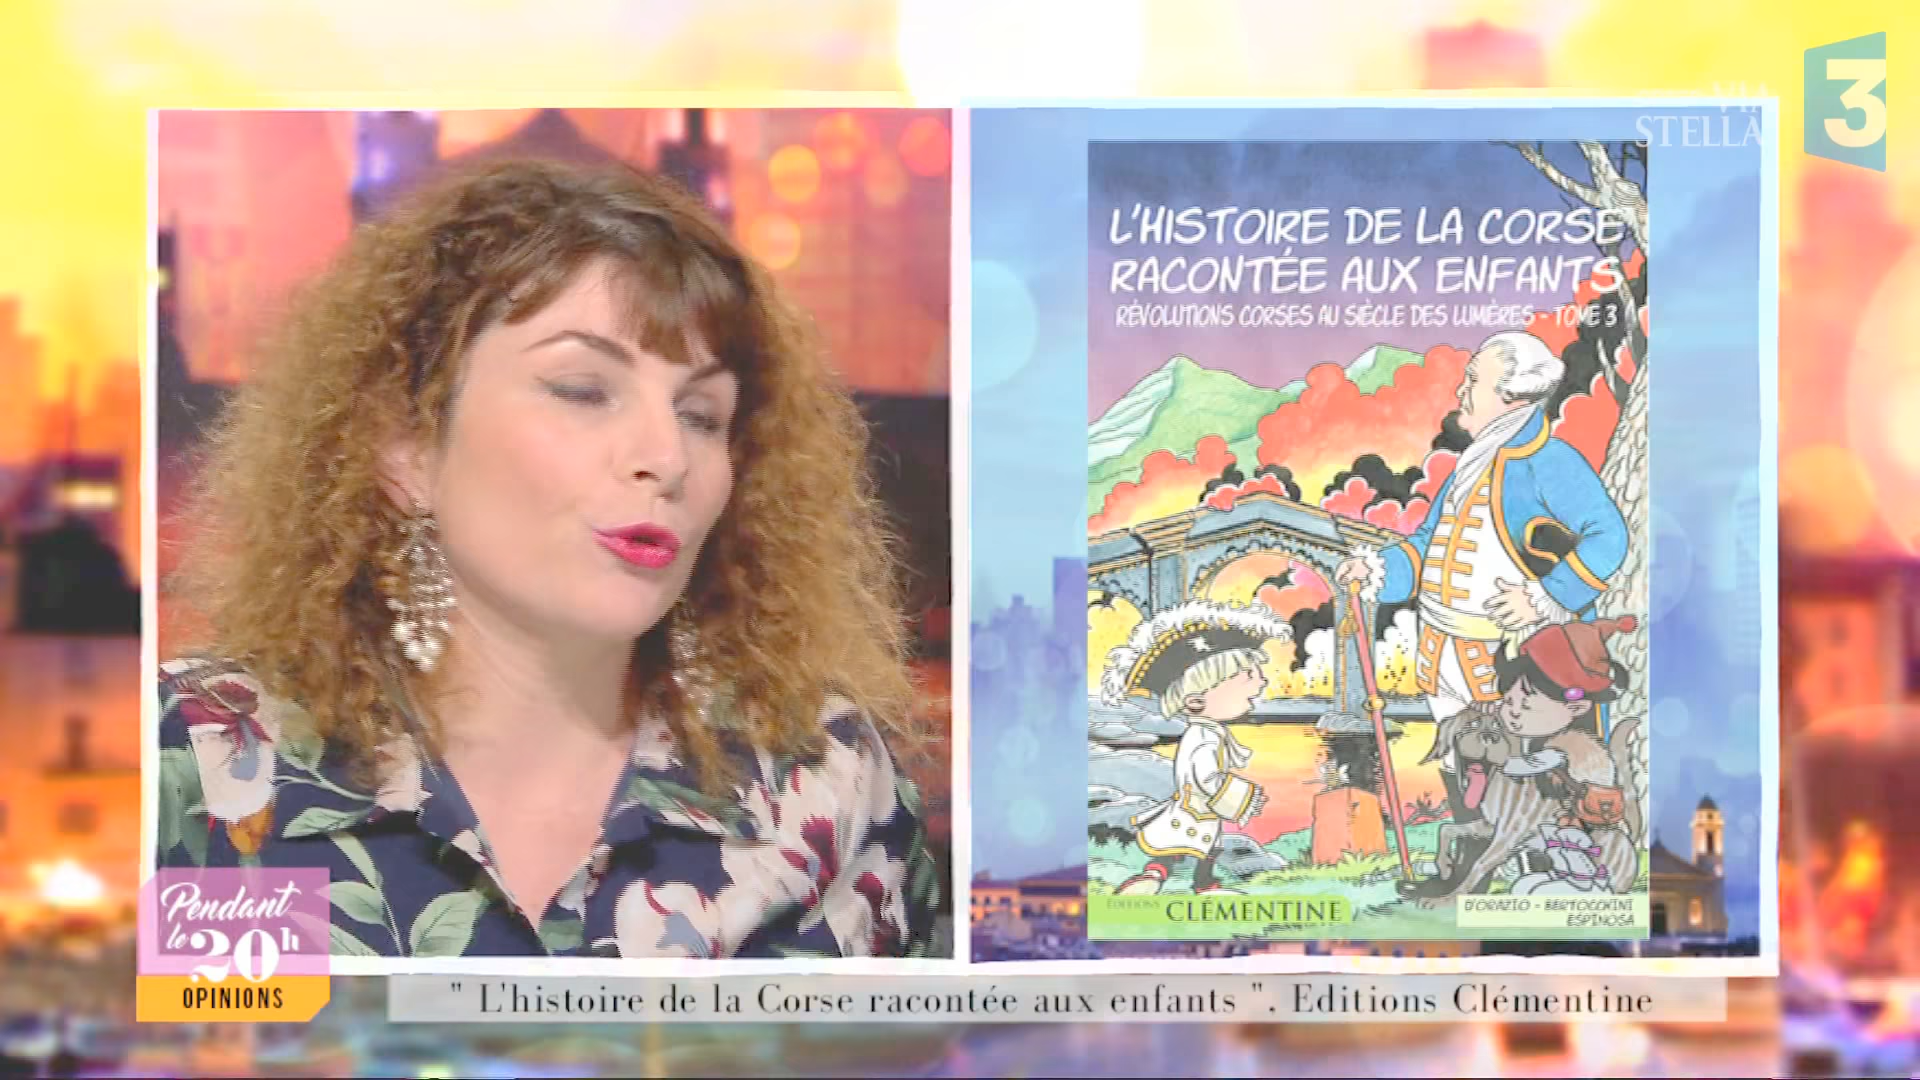 VIA
STELLA
3
L'HISTOIRE DE LA CORSE
RACONTÉE AUX ENFANTS
RÉVOLUTIONS CORSES AU SIÈCLE DES LUMIÈRES - TOME 3
ÉDITIONS CLÉMENTINE
D'ORAZIO - BERTOCCHINI
ESPINOSA
Pendant
le 20h
OPINIONS
" L'histoire de la Corse racontée aux enfants ", Editions Clémentine